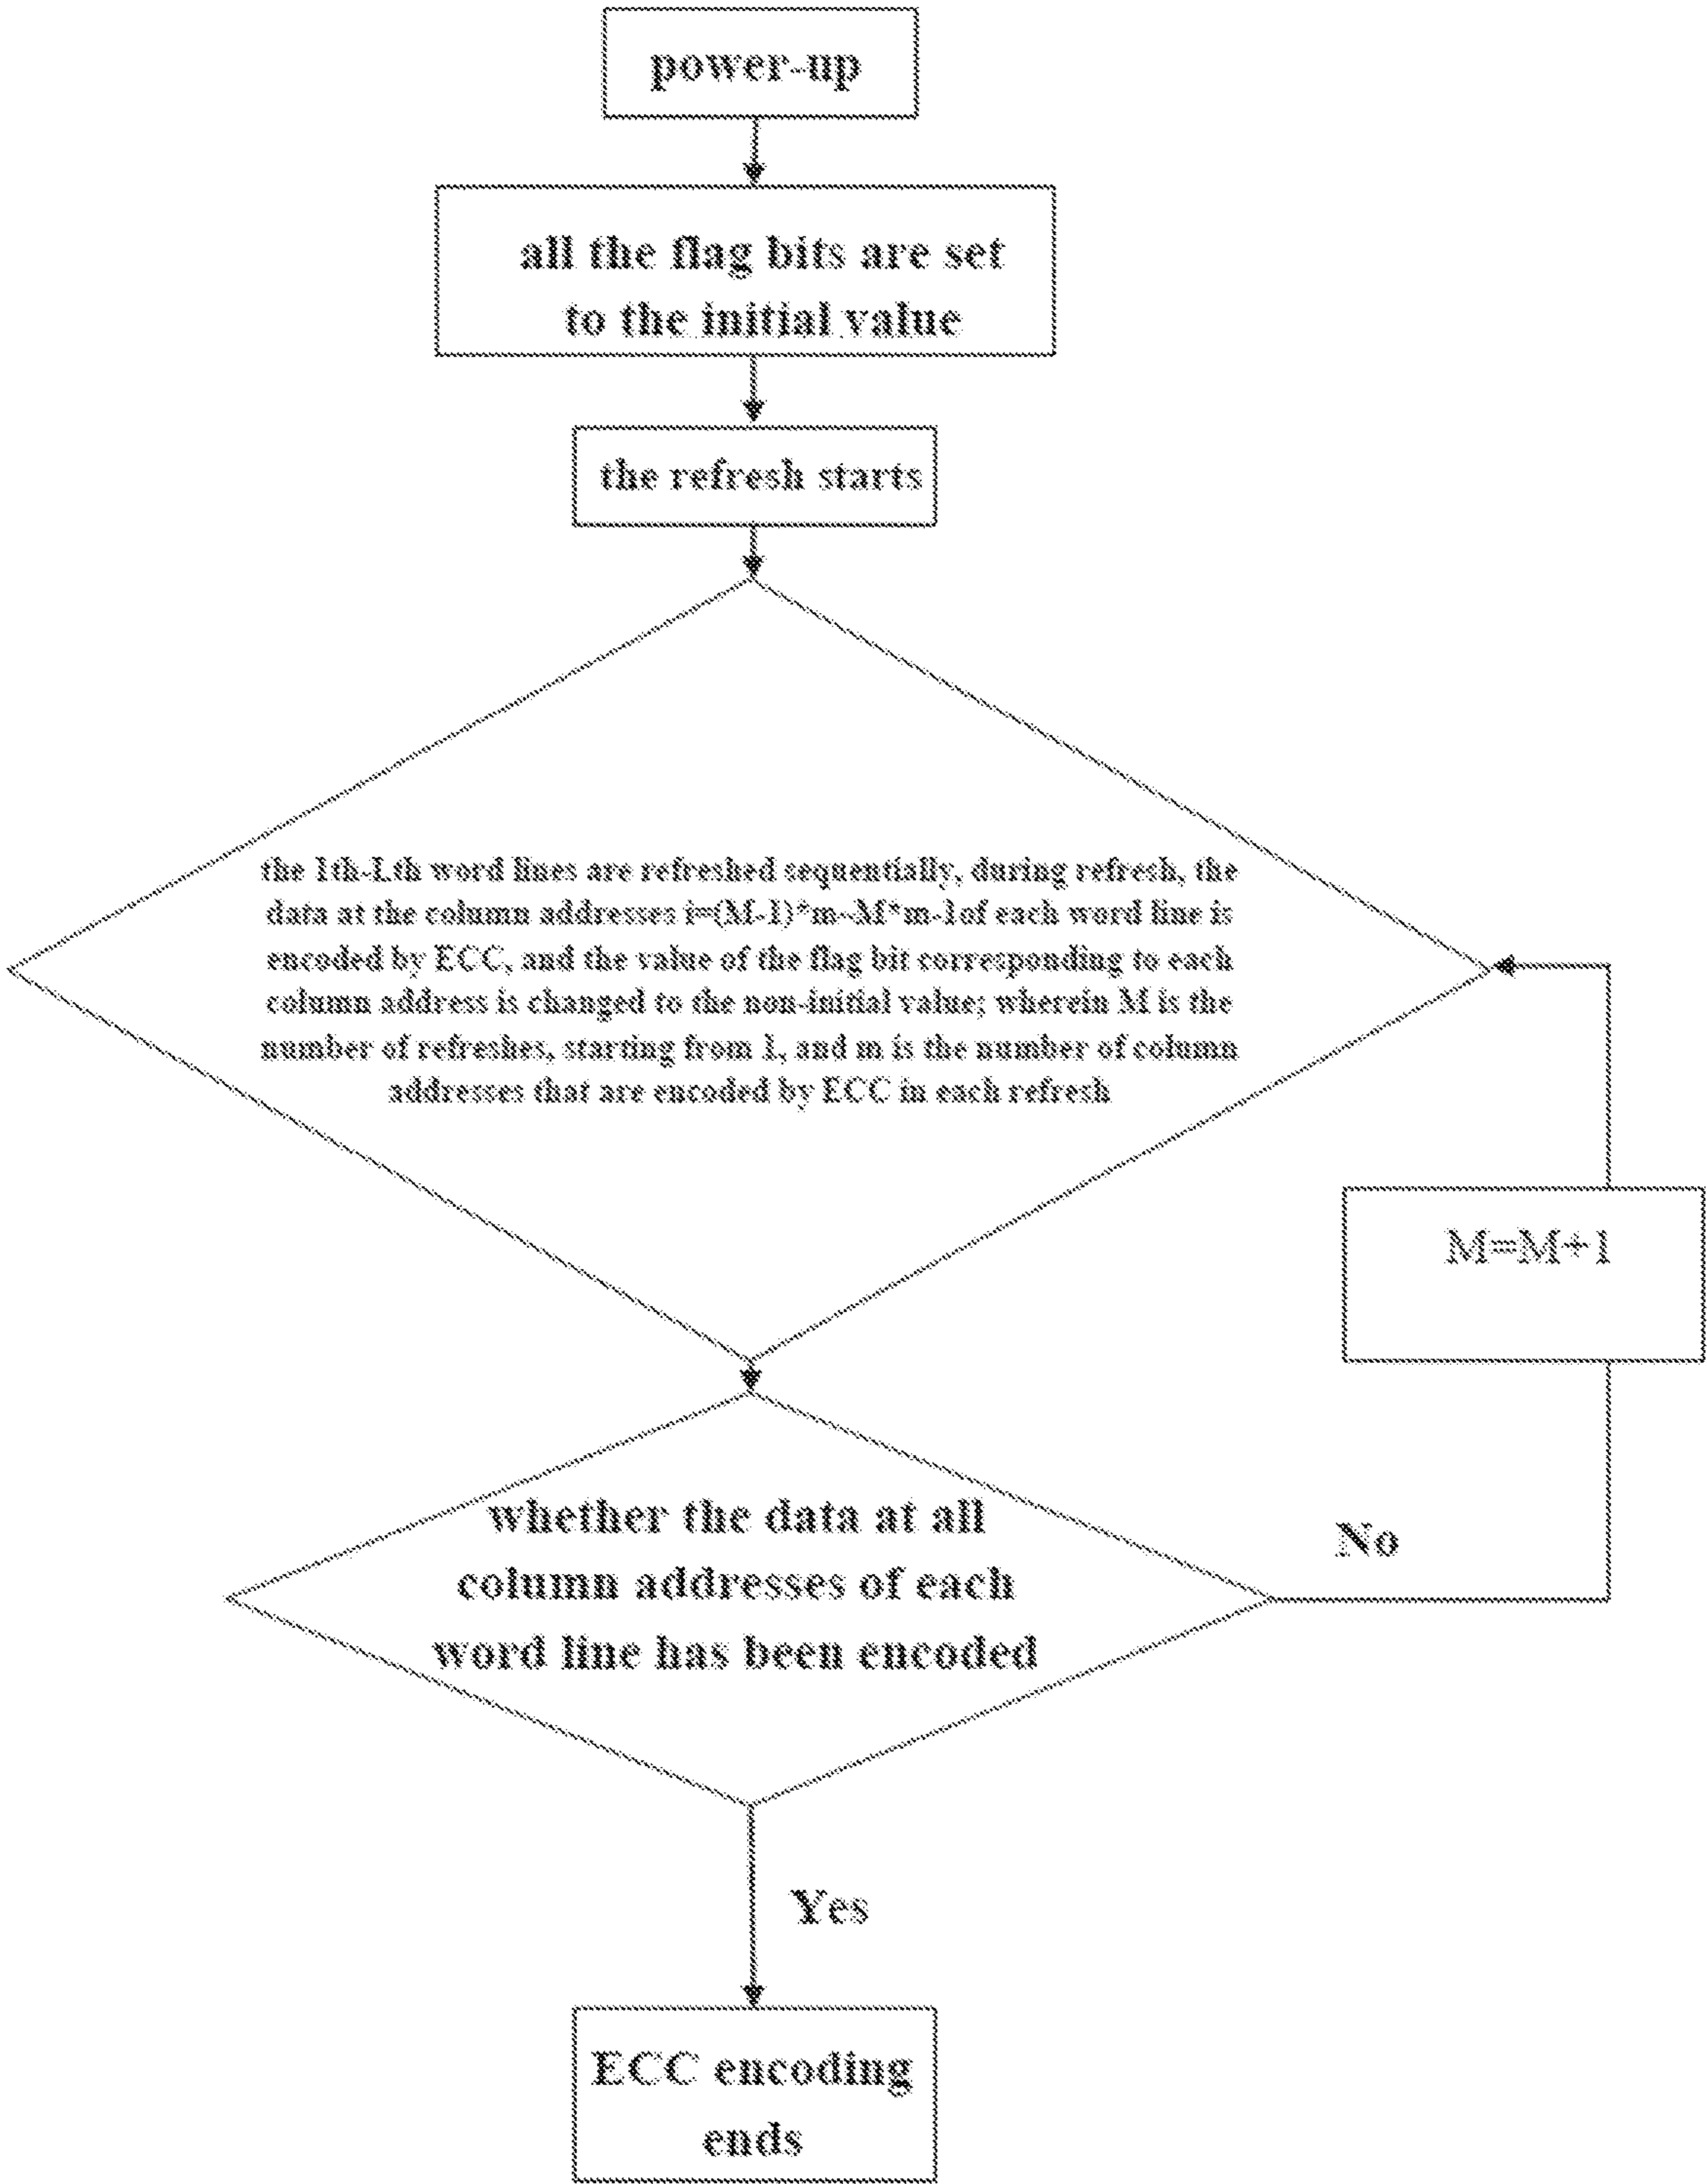 power-up
all the flag bits are set
to the initial value
the refresh starts
the 1th-Lth word lines are refreshed sequentially, during refresh, the
data at the column addresses i=(M-1)*m~M*m-1of each word line is
encoded by ECC, and the value of the flag bit corresponding to each
column address is changed to the non-initial value; wherein M is the
number of refreshes, starting from 1, and m is the number of column
addresses that are encoded by ECC in each refresh
M=M+1
whether the data at all
column addresses of each
word line has been encoded
No
Yes
ECC encoding
ends